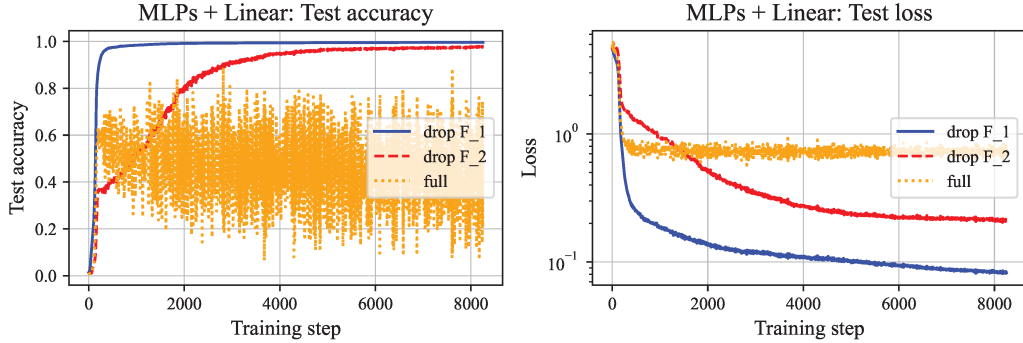 MLPs + Linear: Test accuracy
Test accuracy
1.0
0.8
0.6
0.4
0.2
0.0
drop F_1
drop F_2
full
0
2000
4000
6000
8000
Training step
MLPs + Linear: Test loss
Loss
10⁰
10⁻¹
drop F_1
drop F_2
full
0
2000
4000
6000
8000
Training step